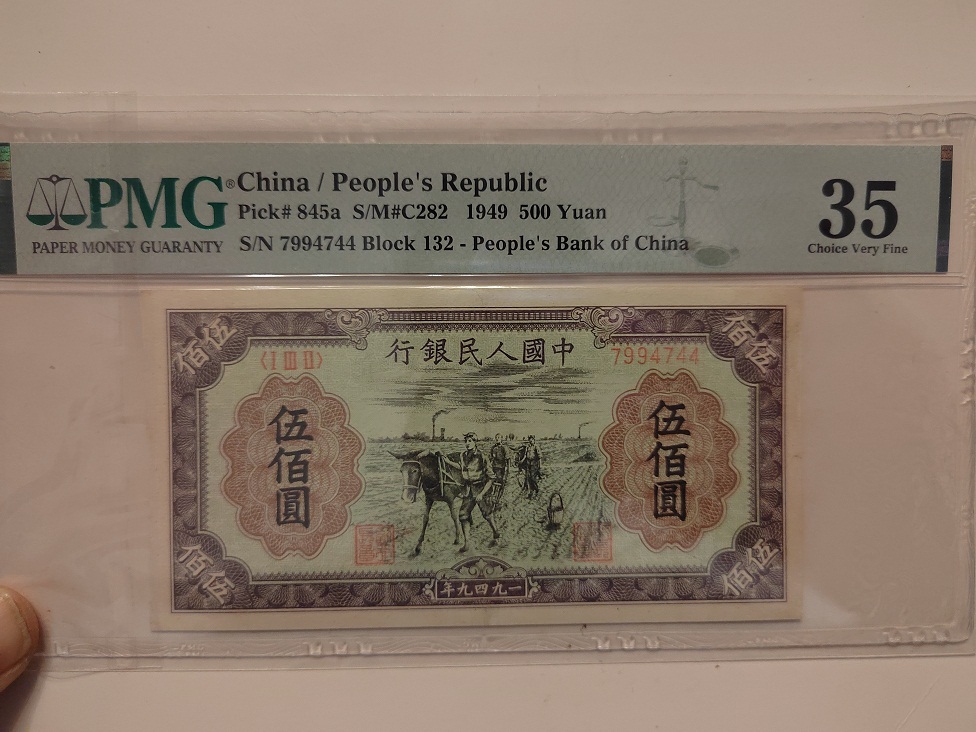 PMG®
PAPER MONEY GUARANTY
China / People's Republic
Pick# 845a S/M#C282 1949 500 Yuan
S/N 7994744 Block 132 - People's Bank of China
35
Choice Very Fine
伍佰
佰伍
行銀民人國中
〈I III II〉
7994744
伍佰圓
伍佰圓
佰伍
佰伍
年九四九一